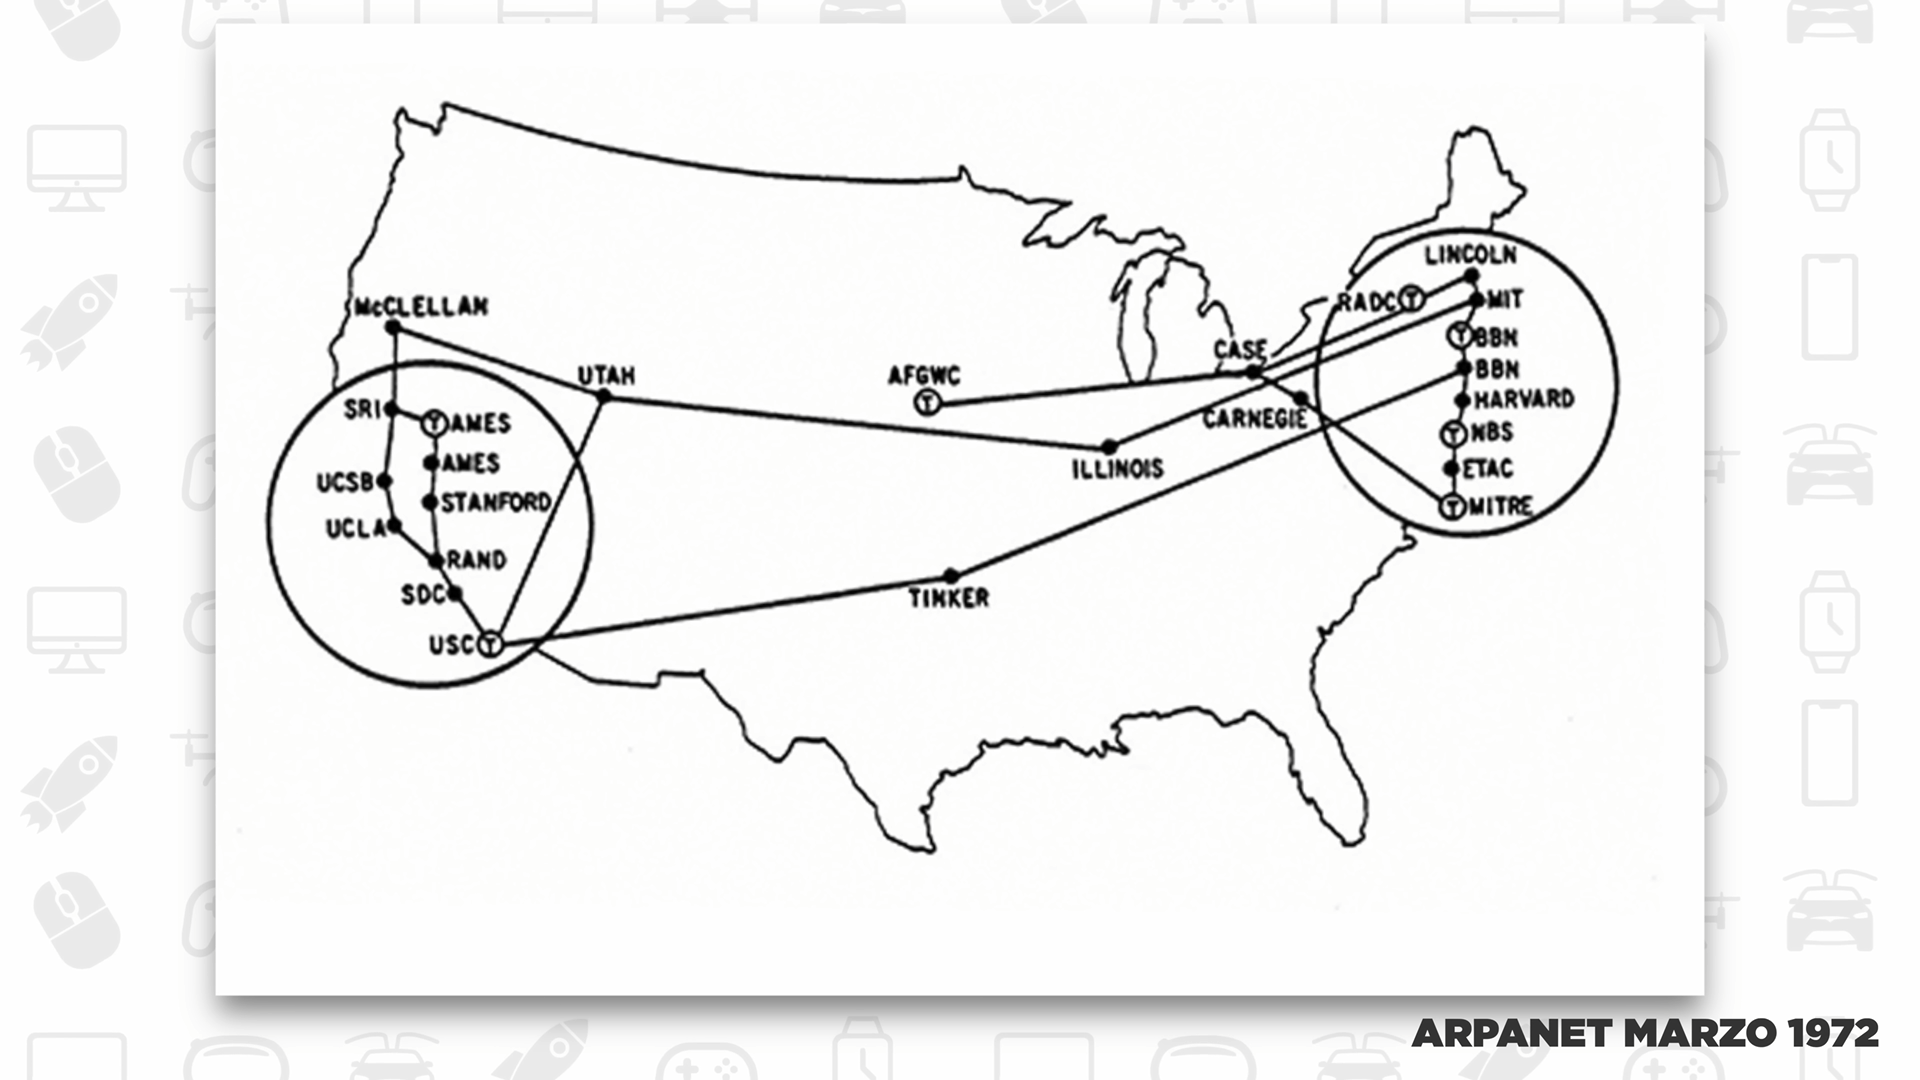 LINCOLN
RADC T
MIT
T BBN
McCLELLAN
CASE
UTAH
AFGWC
T
BBN
HARVARD
SRI
T AMES
CARNEGIE
T NBS
AMES
ILLINOIS
ETAC
UCSB
STANFORD
T MITRE
UCLA
RAND
SDC
TINKER
USC T
ARPANET MARZO 1972